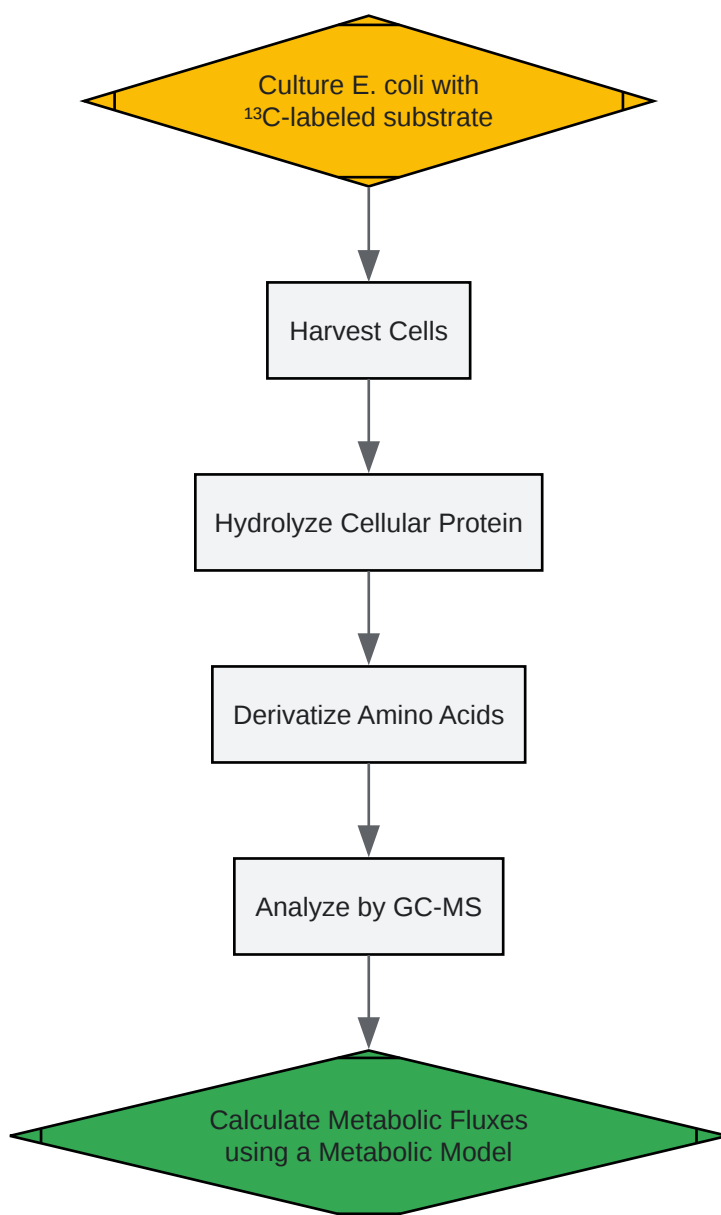 Culture E. coli with
¹³C-labeled substrate
Harvest Cells
Hydrolyze Cellular Protein
Derivatize Amino Acids
Analyze by GC-MS
Calculate Metabolic Fluxes
using a Metabolic Model